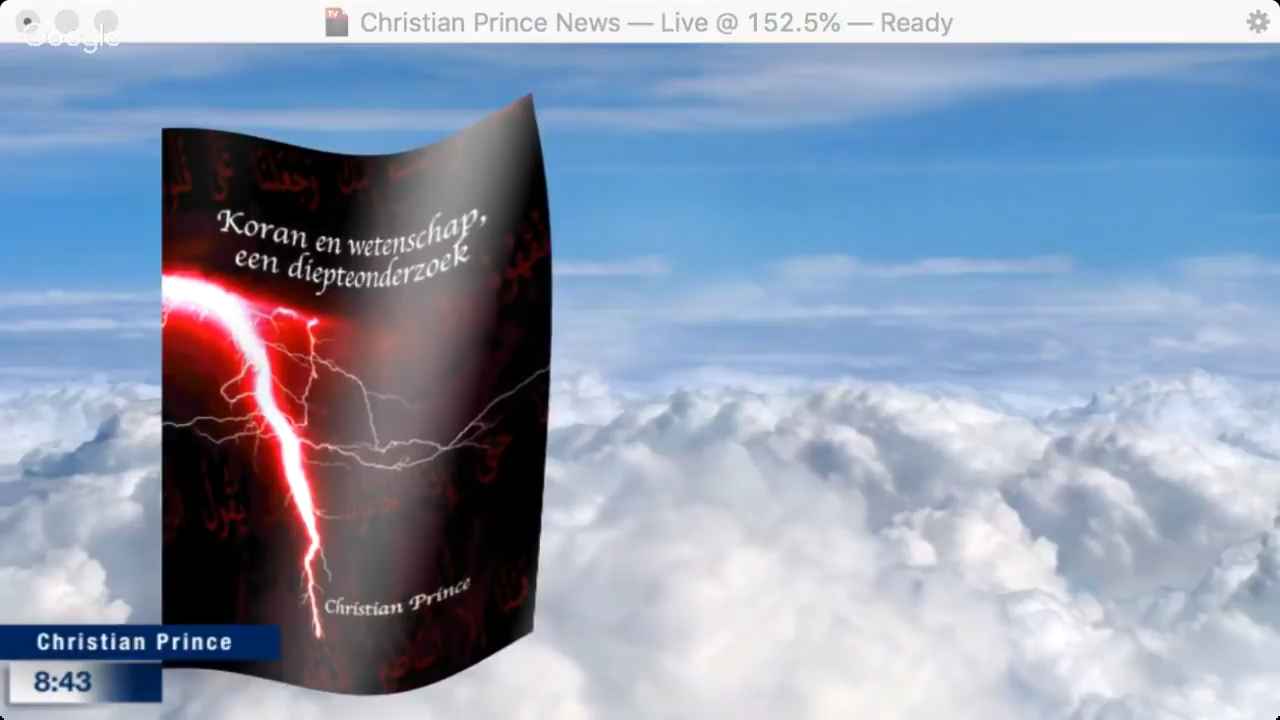 Christian Prince News — Live @ 152.5% — Ready
Google
Koran en wetenschap,
een diepteonderzoek
Christian Prince
Christian Prince
8:43